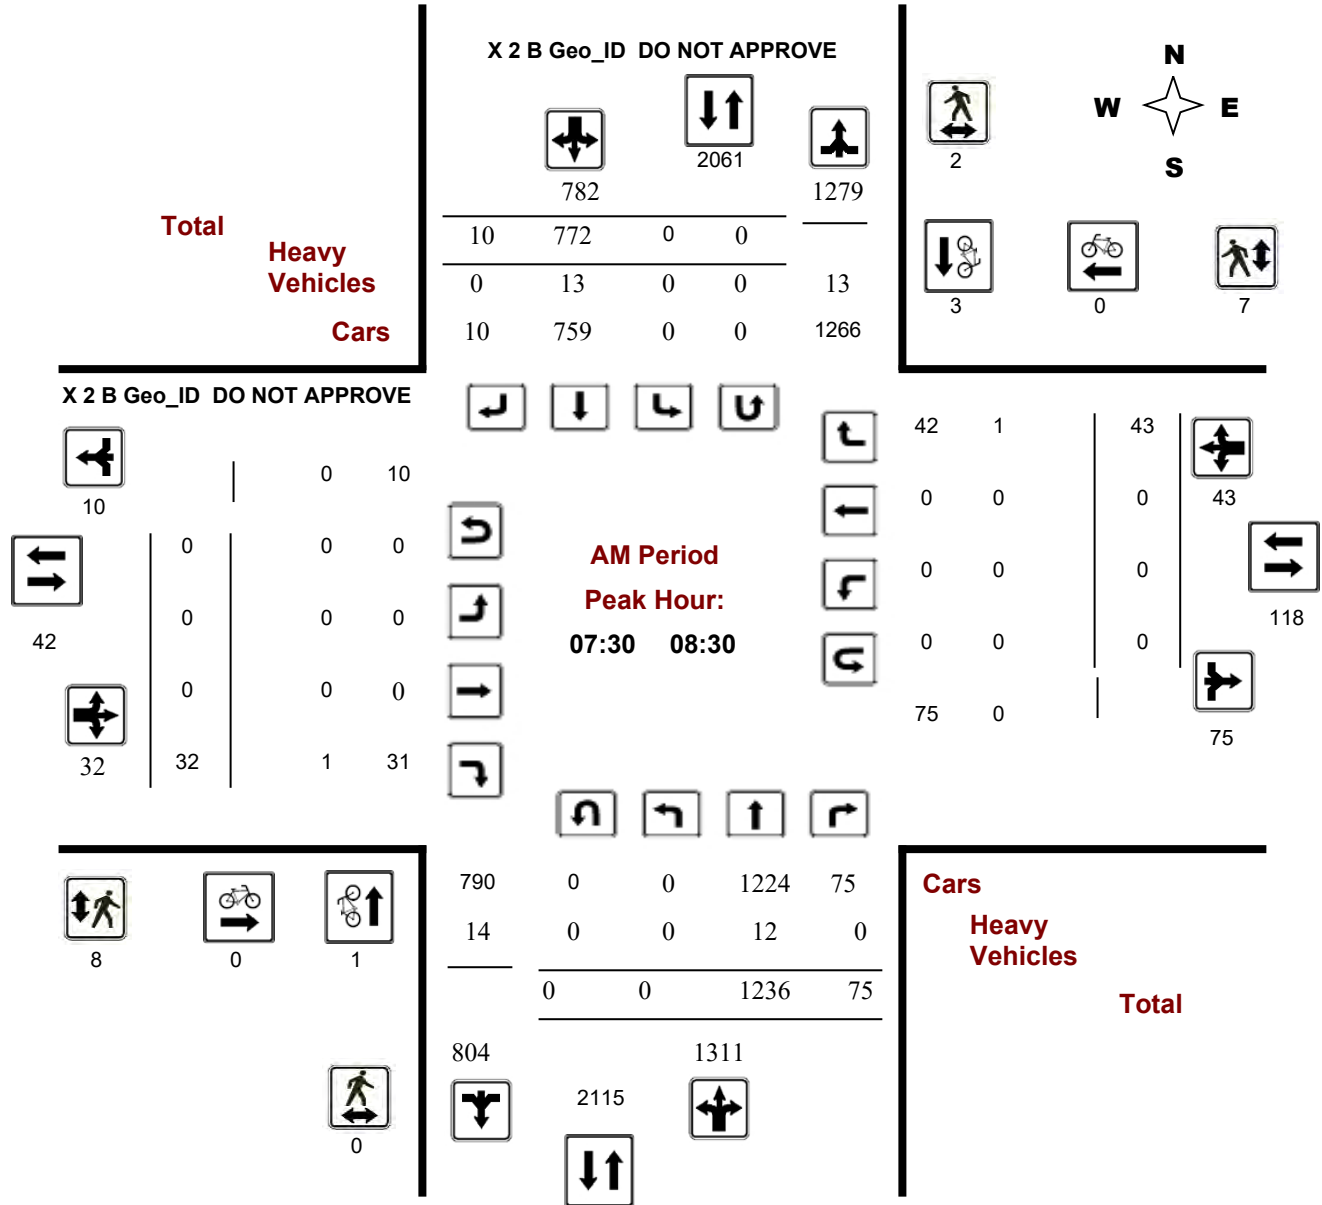 X 2 B Geo_ID DO NOT APPROVE
N
W E
S
2061
2
782 1279
Total
10 772 0 0
Heavy
Vehicles
0 13 0 0 13
3 0 7
Cars
10 759 0 0 1266
X 2 B Geo_ID DO NOT APPROVE
42 1 43
0 10
10
0 0 0 43
0 0 0
AM Period
0 0 0
Peak Hour:
0 0 0
118
42
07:30 08:30
0 0 0
0 0 0
75 0
75
32
32 1 31
790 0 0 1224 75
Cars
14 0 0 12 0
Heavy
Vehicles
8 0 1
0 0 1236 75
Total
804 1311
2115
0